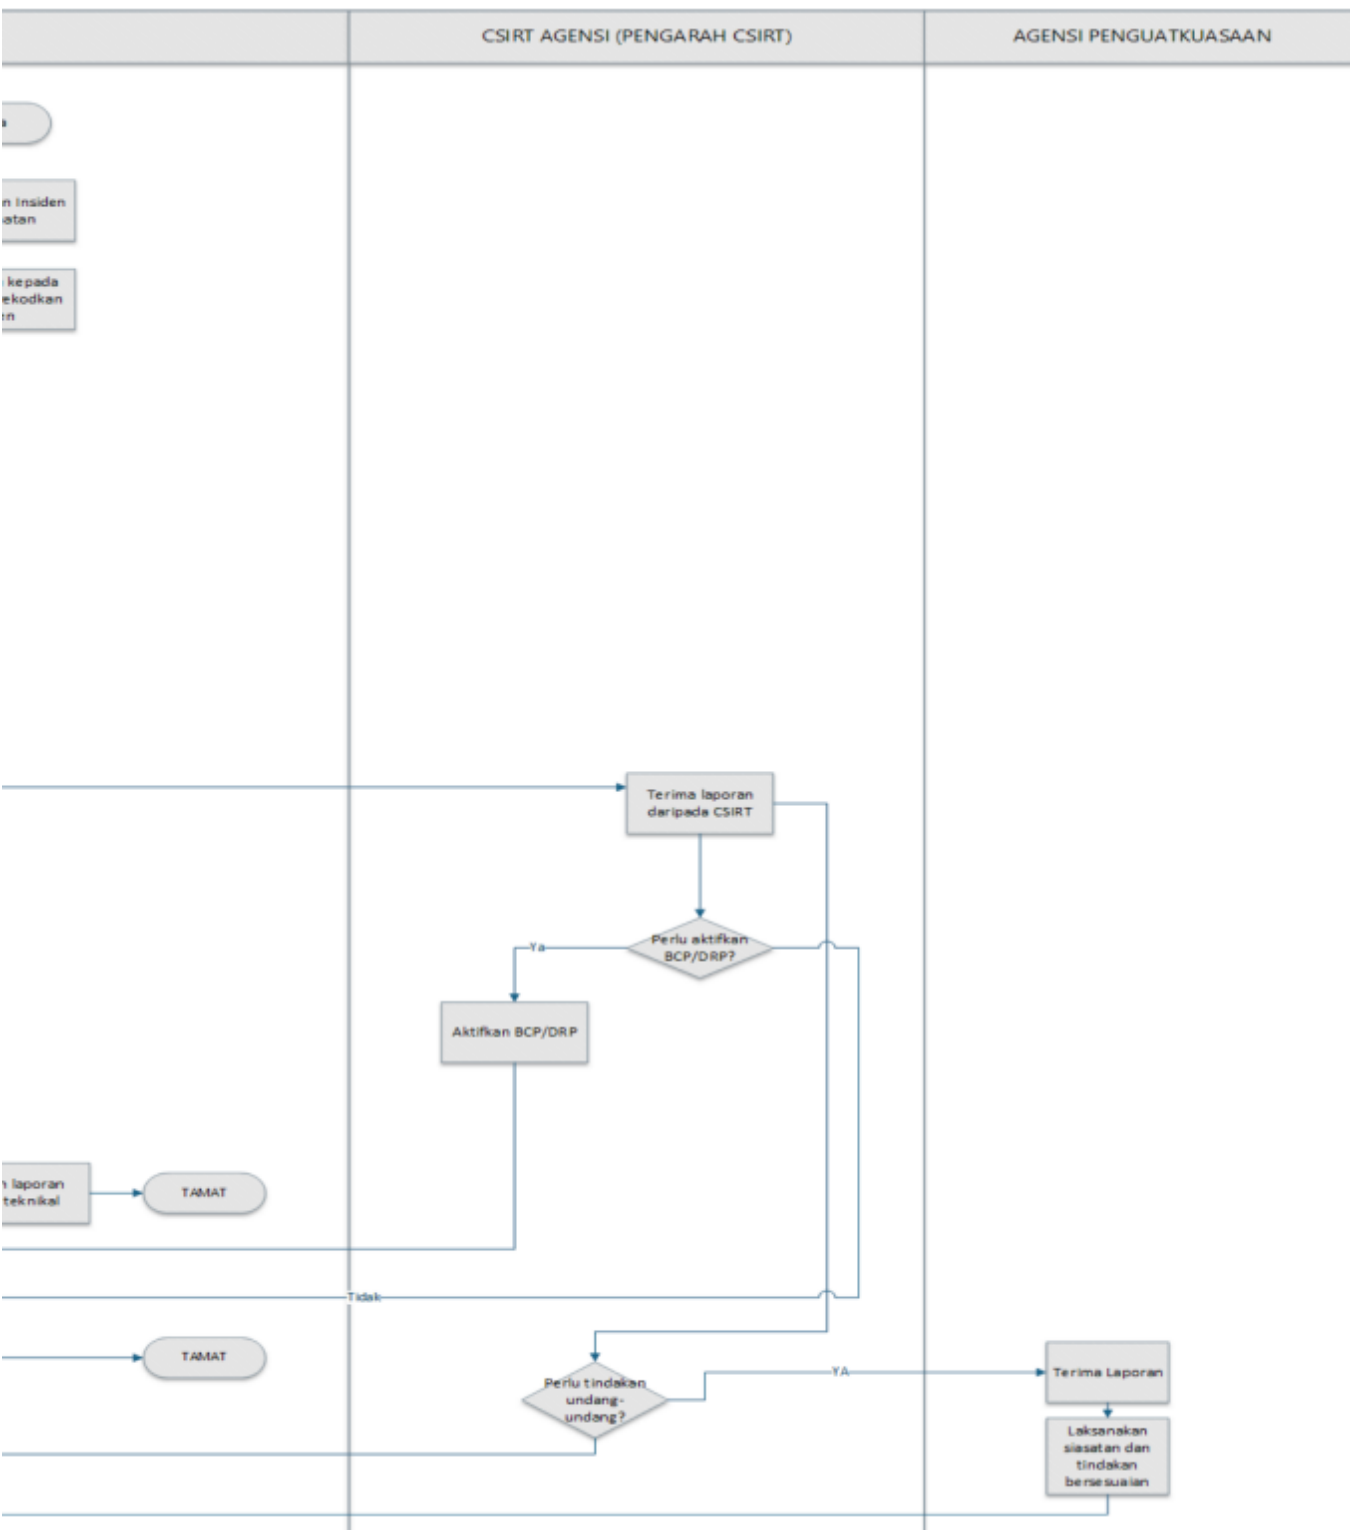 CSIRT AGENSI (PENGARAH CSIRT)
AGENSI PENGUATKUASAAN
n Insiden
atan
kepada
ekodkan
en
Terima laporan
daripada CSIRT
Perlu aktifkan
BCP/DRP?
Ya
Aktifkan BCP/DRP
n laporan
teknikal
TAMAT
Tidak
TAMAT
Perlu tindakan
undang-
undang?
YA
Terima Laporan
Laksanakan
siasatan dan
tindakan
bersesuaian